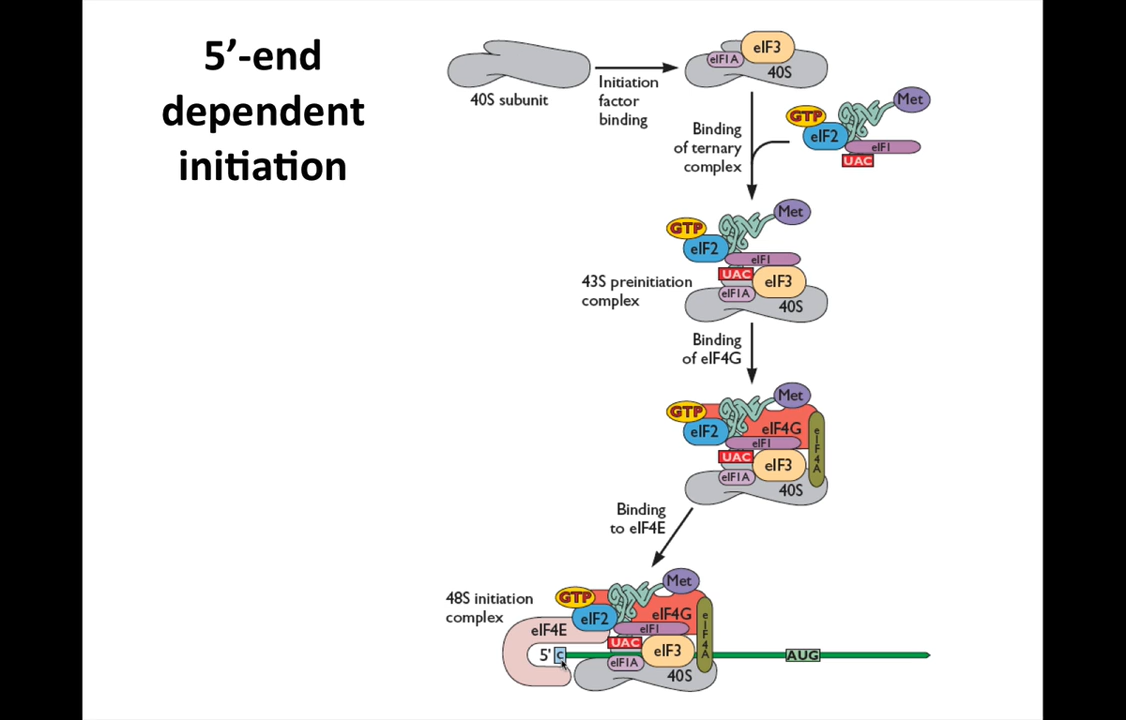 5’-end
dependent
initiation
40S subunit
Initiation
factor
binding
eIF1A
eIF3
40S
Binding
of ternary
complex
GTP
eIF2
Met
eIF1
UAC
43S preinitiation
complex
GTP
eIF2
Met
eIF1
UAC
eIF3
eIF1A
40S
Binding
of eIF4G
GTP
eIF2
Met
eIF4G
eIF1
eIF4A
UAC
eIF3
eIF1A
40S
Binding
to eIF4E
48S initiation
complex
GTP
eIF2
Met
eIF4G
eIF1
eIF4A
eIF4E
UAC
eIF3
5' C
eIF1A
40S
AUG